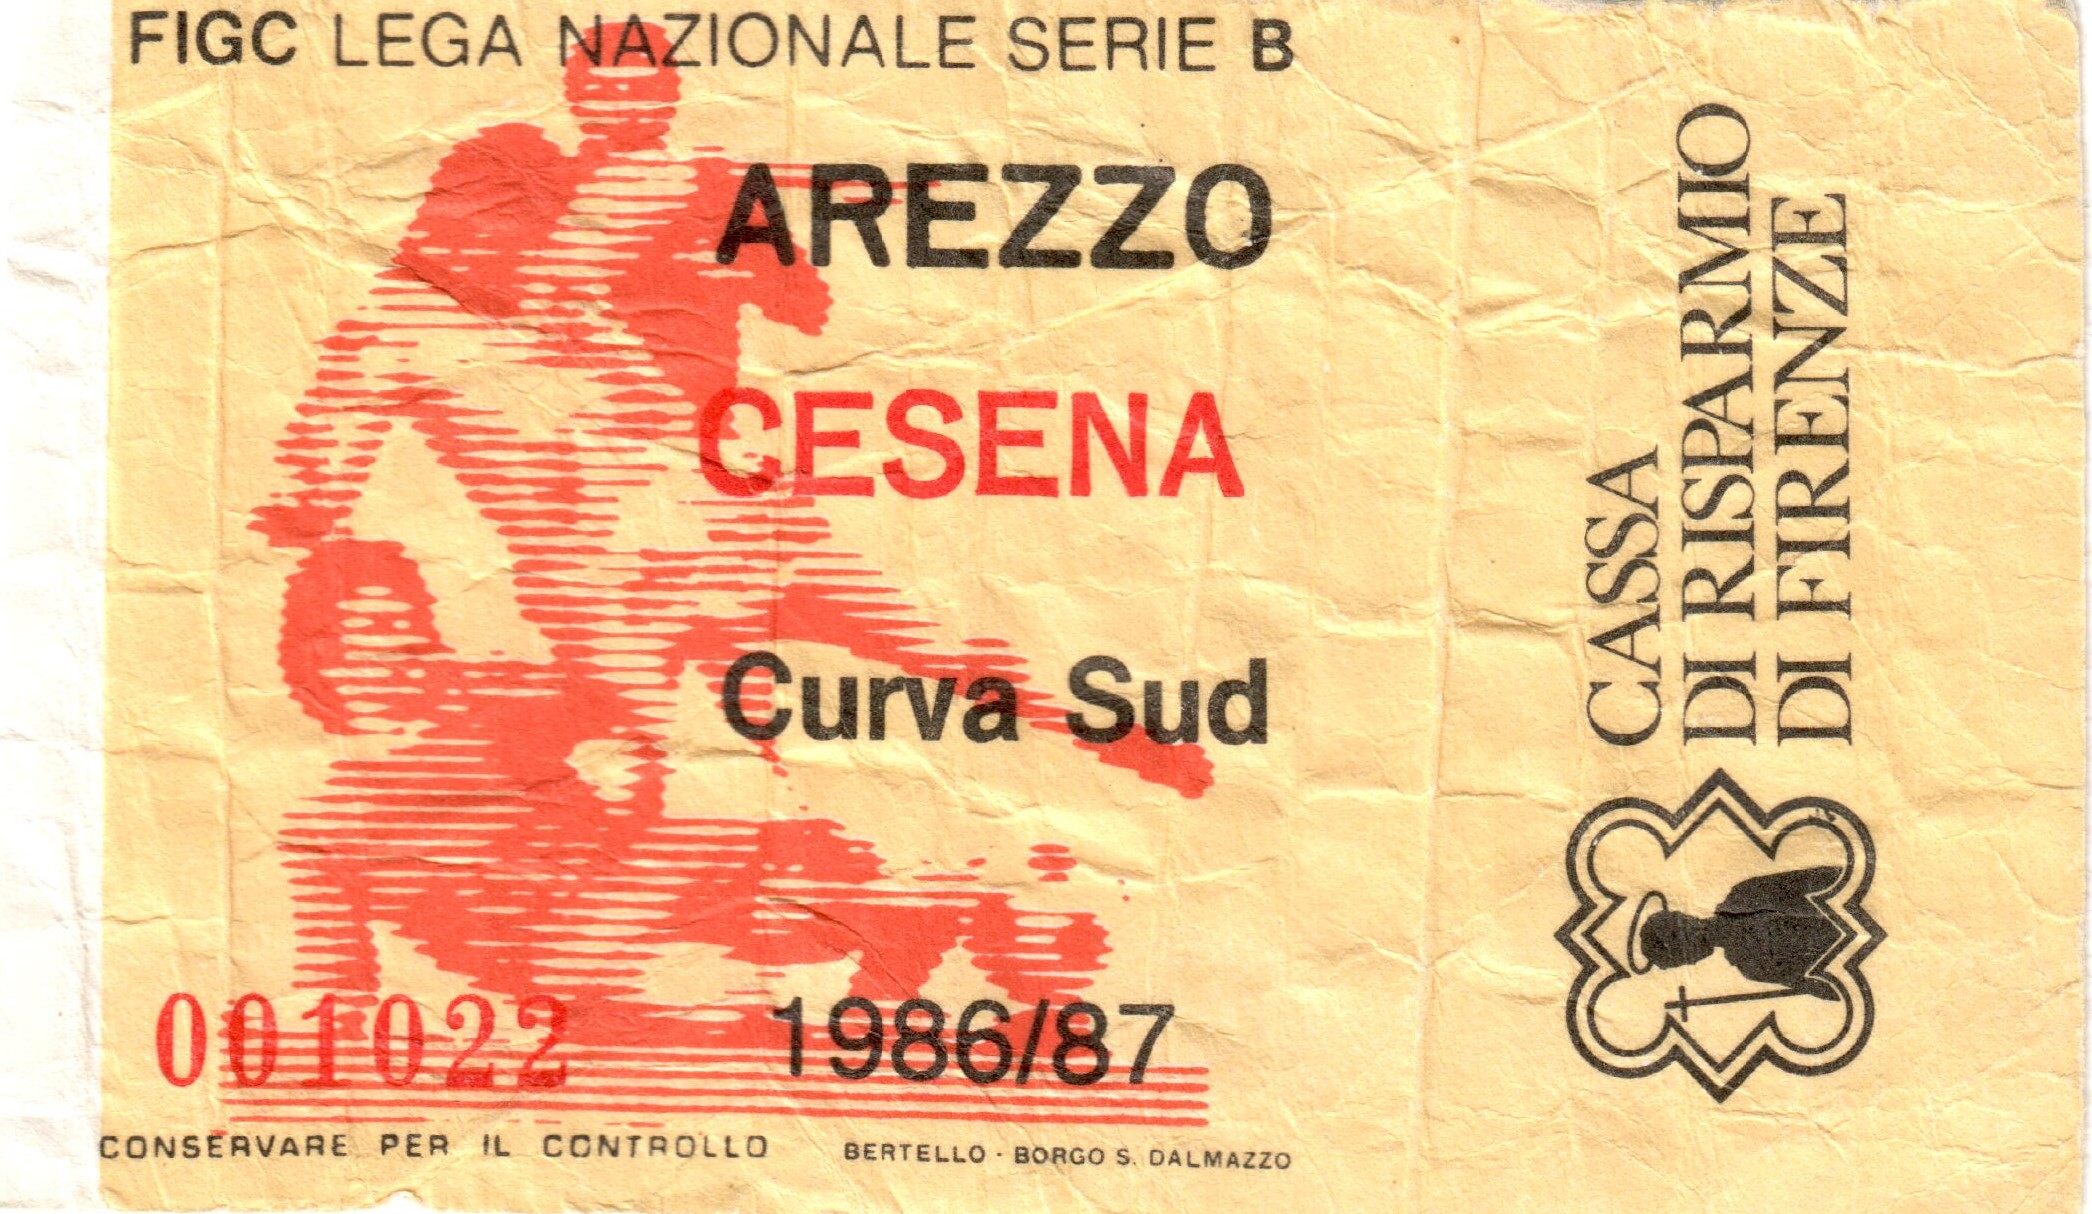 FIGC LEGA NAZIONALE SERIE B
AREZZO
CESENA
Curva Sud
001022
1986/87
CONSERVARE PER IL CONTROLLO
BERTELLO - BORGO S. DALMAZZO
CASSA
DI RISPARMIO
DI FIRENZE